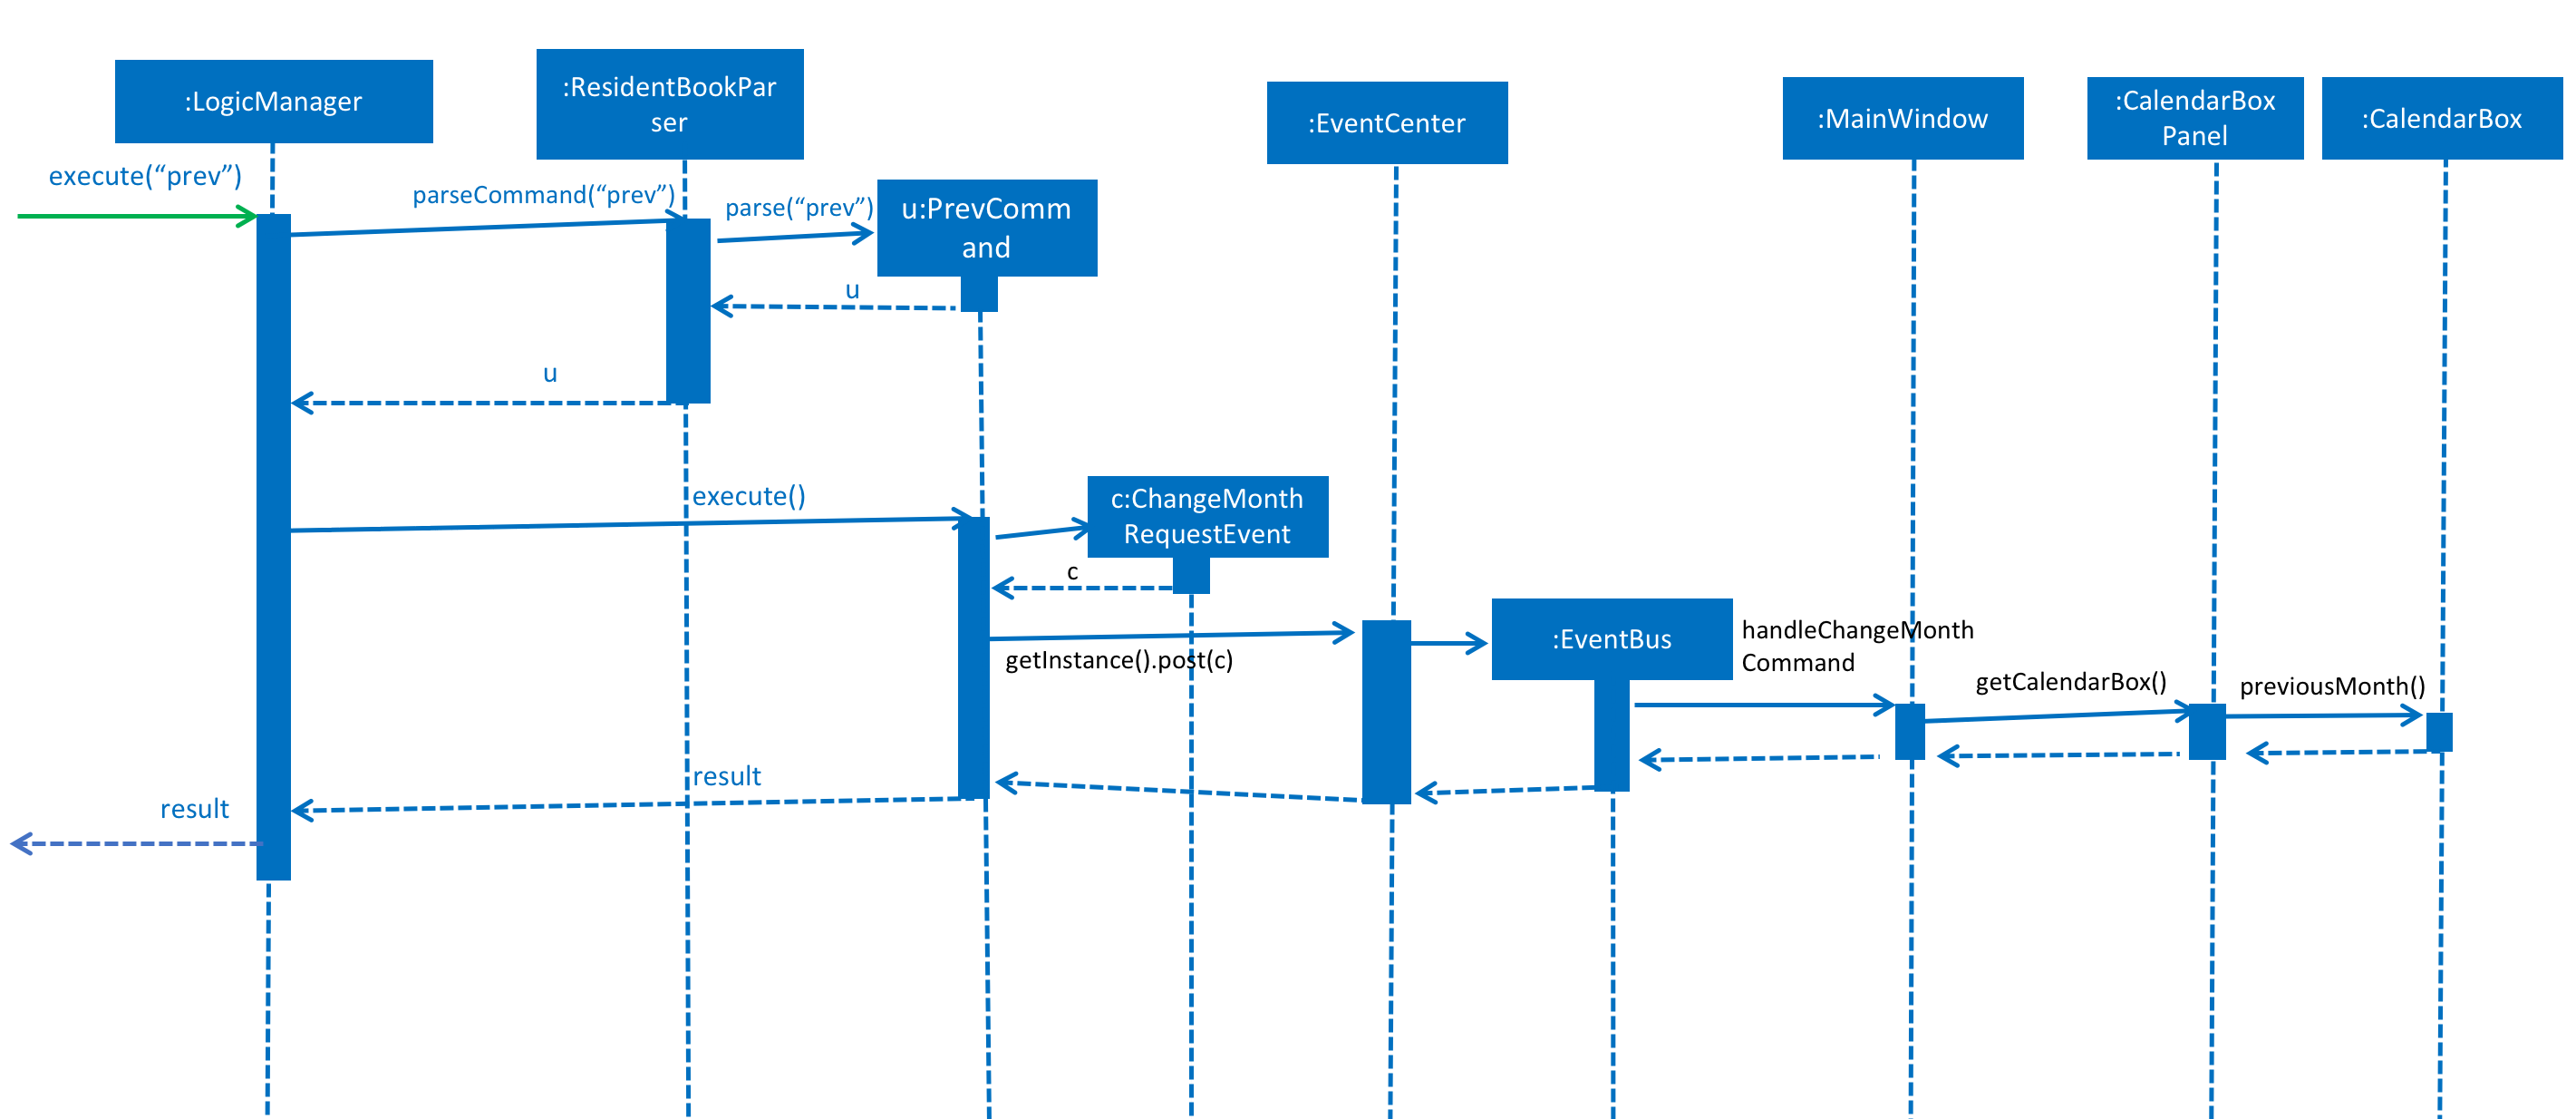 :LogicManager
:ResidentBookPar
ser
:EventCenter
:MainWindow
:CalendarBox
Panel
:CalendarBox
execute(“prev”)
parseCommand(“prev”)
parse(“prev”)
u:PrevComm
and
u
u
execute()
c:ChangeMonth
RequestEvent
c
getInstance().post(c)
:EventBus
handleChangeMonth
Command
getCalendarBox()
previousMonth()
result
result